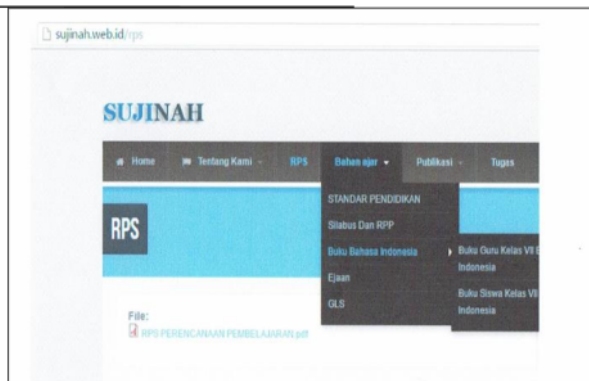 sujinah.web.id/rps
SUJINAH
Home Tentang Kami RPS Bahan ajar Publikasi Tugas
RPS
STANDAR PENDIDIKAN
Silabus Dan RPP
Buku Bahasa Indonesia
Ejaan
GLS
Buku Guru Kelas VII B
Indonesia
Buku Siswa Kelas VII
Indonesia
File:
RPS PERENCANAAN PEMBELAJARAN.pdf